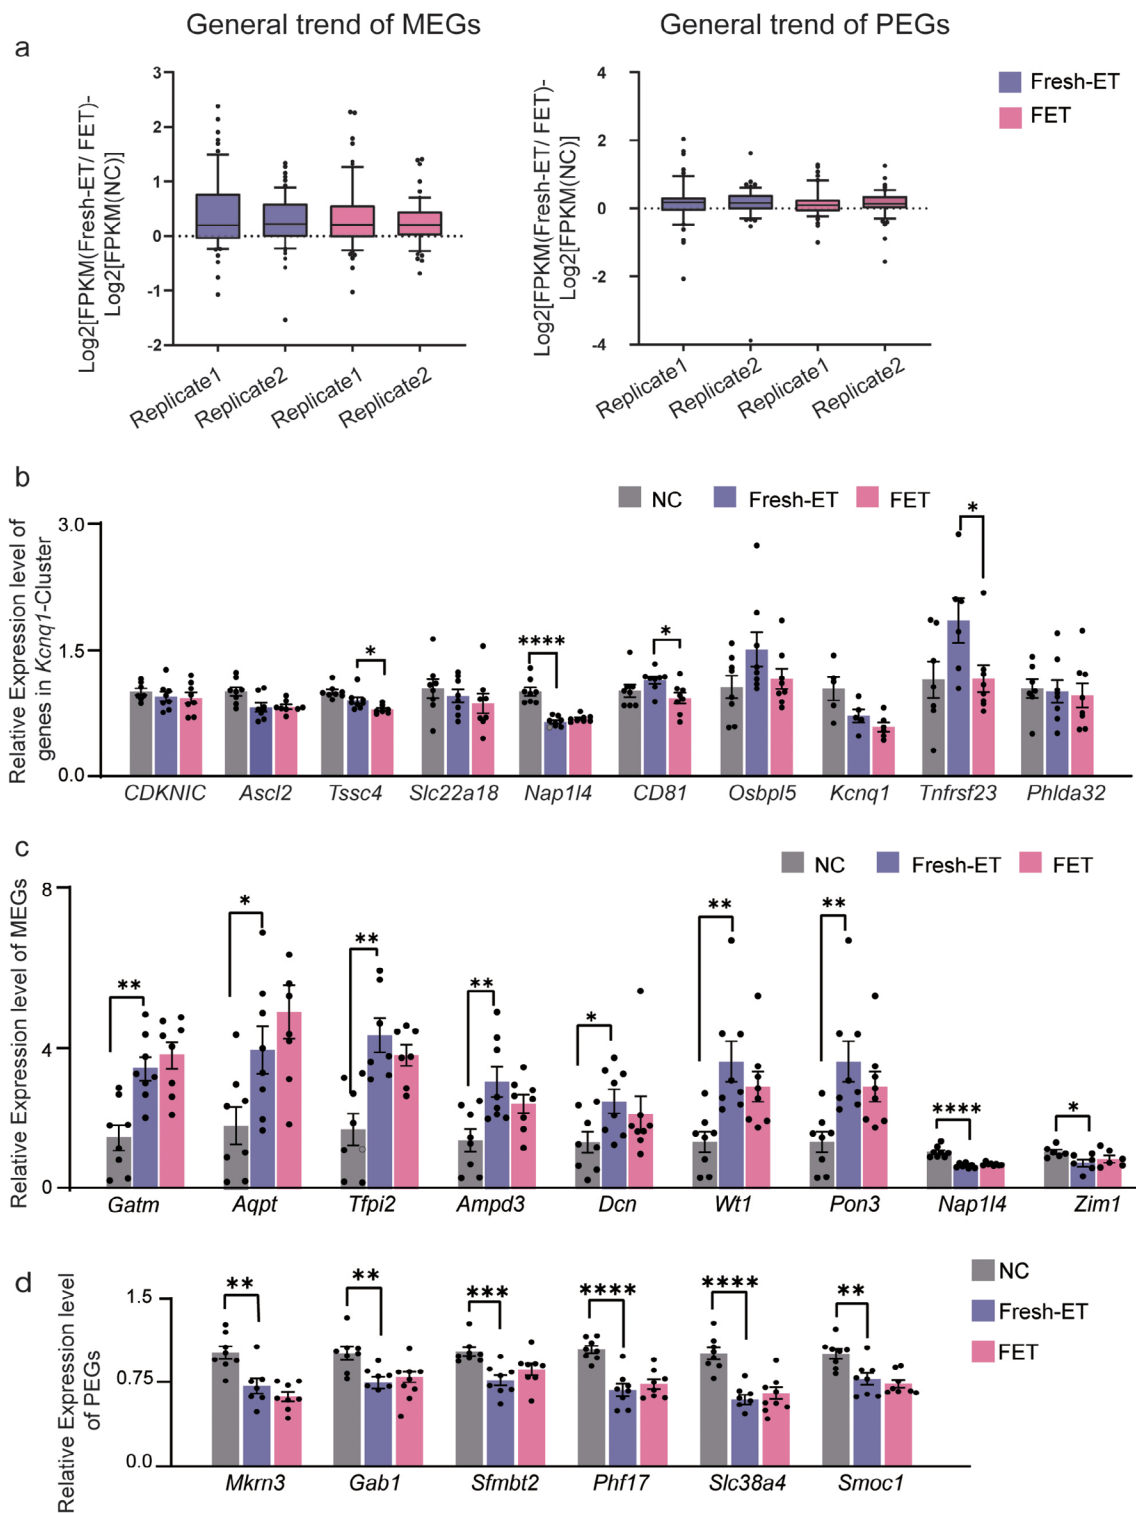 General trend of MEGs
General trend of PEGs
a
Log2[FPKM(Fresh-ET/ FET)-
Log2[FPKM(NC)]
3
2
1
0
-1
-2
Replicate1
Replicate2
Replicate1
Replicate2
Log2[FPKM(Fresh-ET/ FET)-
Log2[FPKM(NC)]
4
2
0
-2
-4
Replicate1
Replicate2
Replicate1
Replicate2
Fresh-ET
FET
b
NC Fresh-ET FET
Relative Expression level of
genes in Kcnq1-Cluster
3.0
1.5
0.0
* **** * *
CDKNIC Ascl2 Tssc4 Slc22a18 Nap1l4 CD81 Osbpl5 Kcnq1 Tnfrsf23 Phlda32
c
NC Fresh-ET FET
Relative Expression level of MEGs
8
4
0
** * ** ** * ** ** **** *
Gatm Aqpt Tfpi2 Ampd3 Dcn Wt1 Pon3 Nap1l4 Zim1
d
NC
Fresh-ET
FET
Relative Expression level
of PEGs
1.5
0.75
0.0
** ** *** **** **** **
Mkrn3 Gab1 Sfmbt2 Phf17 Slc38a4 Smoc1